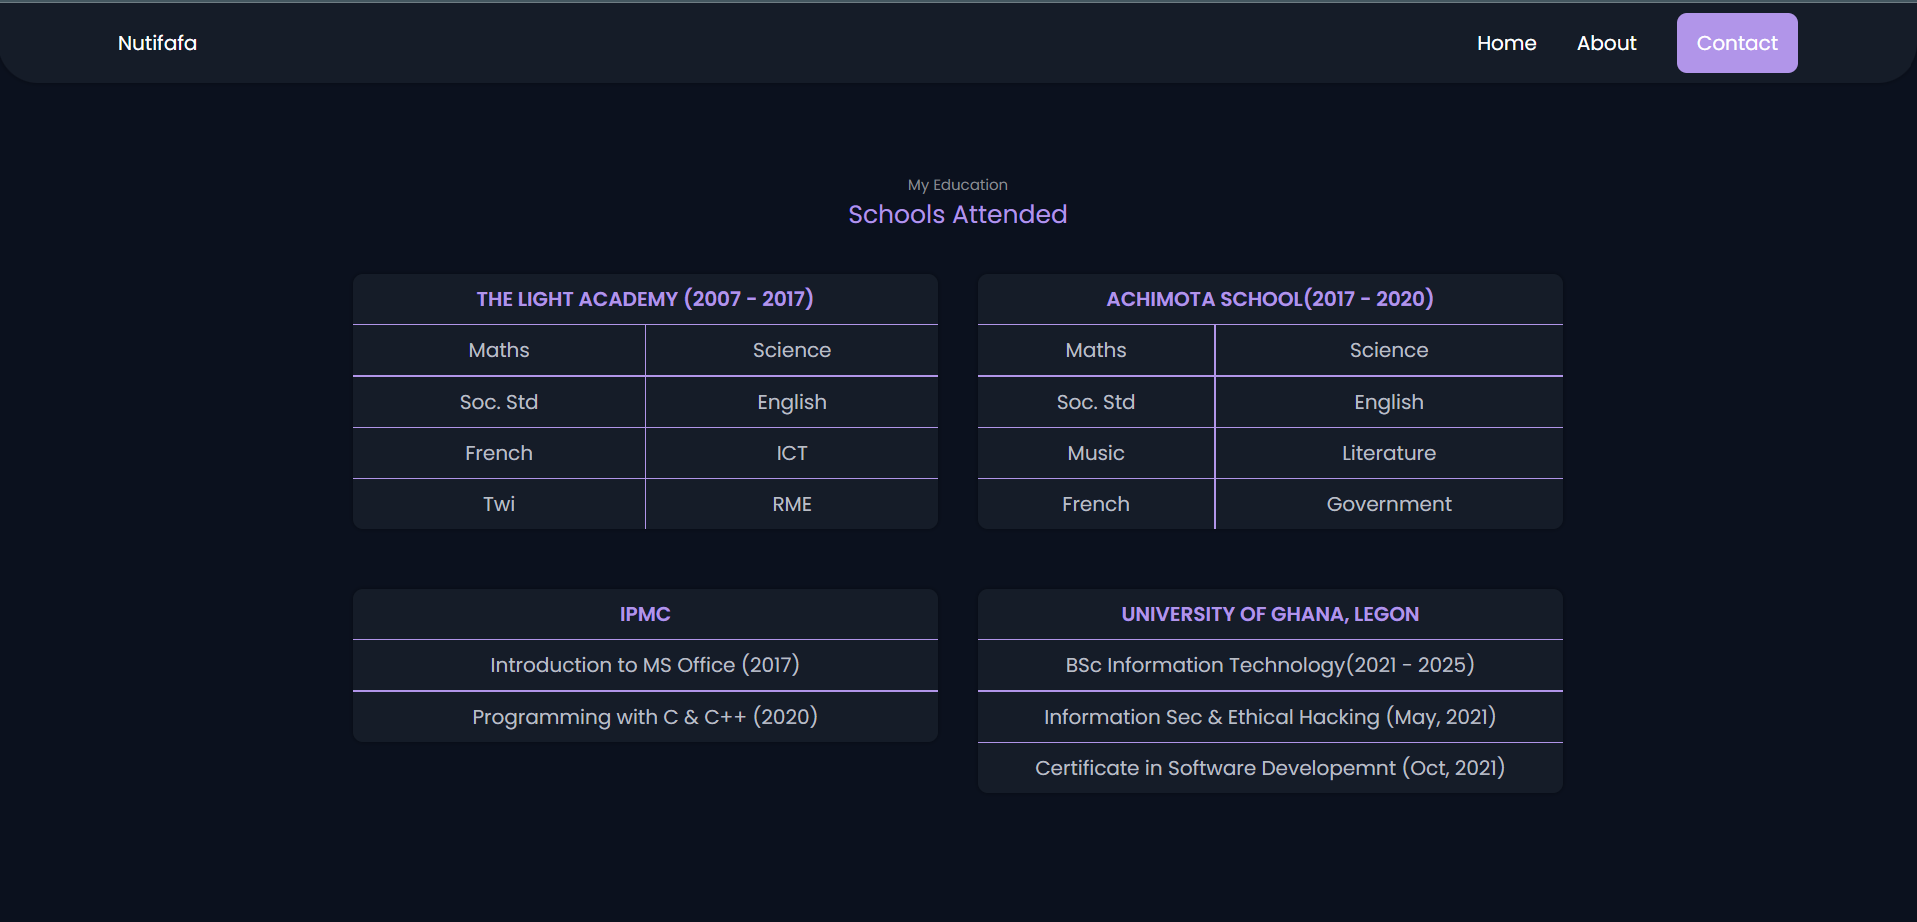 Nutifafa
Home About Contact
My Education
Schools Attended
THE LIGHT ACADEMY (2007 - 2017)
Maths Science
Soc. Std English
French ICT
Twi RME
ACHIMOTA SCHOOL(2017 - 2020)
Maths Science
Soc. Std English
Music Literature
French Government
IPMC
Introduction to MS Office (2017)
Programming with C & C++ (2020)
UNIVERSITY OF GHANA, LEGON
BSc Information Technology(2021 - 2025)
Information Sec & Ethical Hacking (May, 2021)
Certificate in Software Developemnt (Oct, 2021)